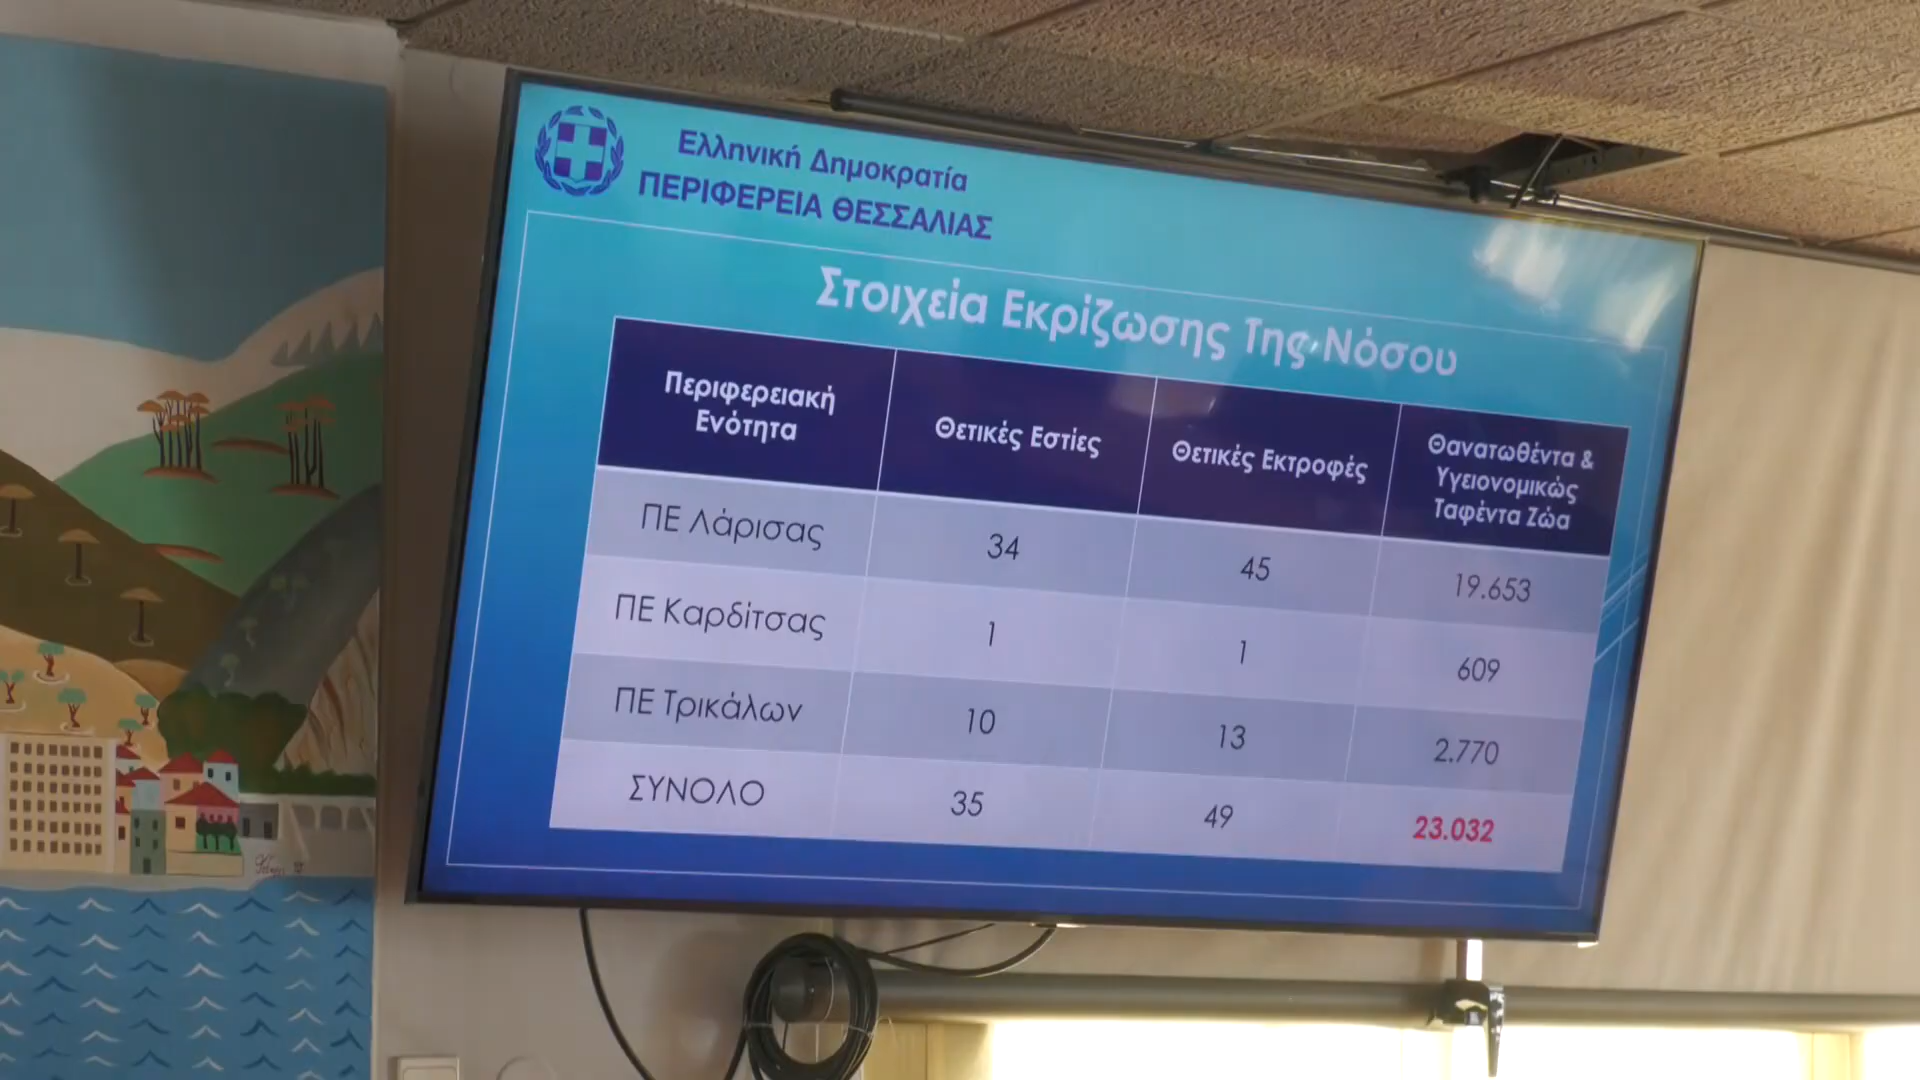 Ελληνική Δημοκρατία
ΠΕΡΙΦΕΡΕΙΑ ΘΕΣΣΑΛΙΑΣ
Στοιχεία Εκρίζωσης Της Νόσου
Περιφερειακή
Ενότητα
Θετικές Εστίες
Θετικές Εκτροφές
Θανατωθέντα &
Υγειονομικώς
Ταφέντα Ζώα
ΠΕ Λάρισας 34 45 19.653
ΠΕ Καρδίτσας 1 1 609
ΠΕ Τρικάλων 10 13 2.770
ΣΥΝΟΛΟ 35 49 23.032